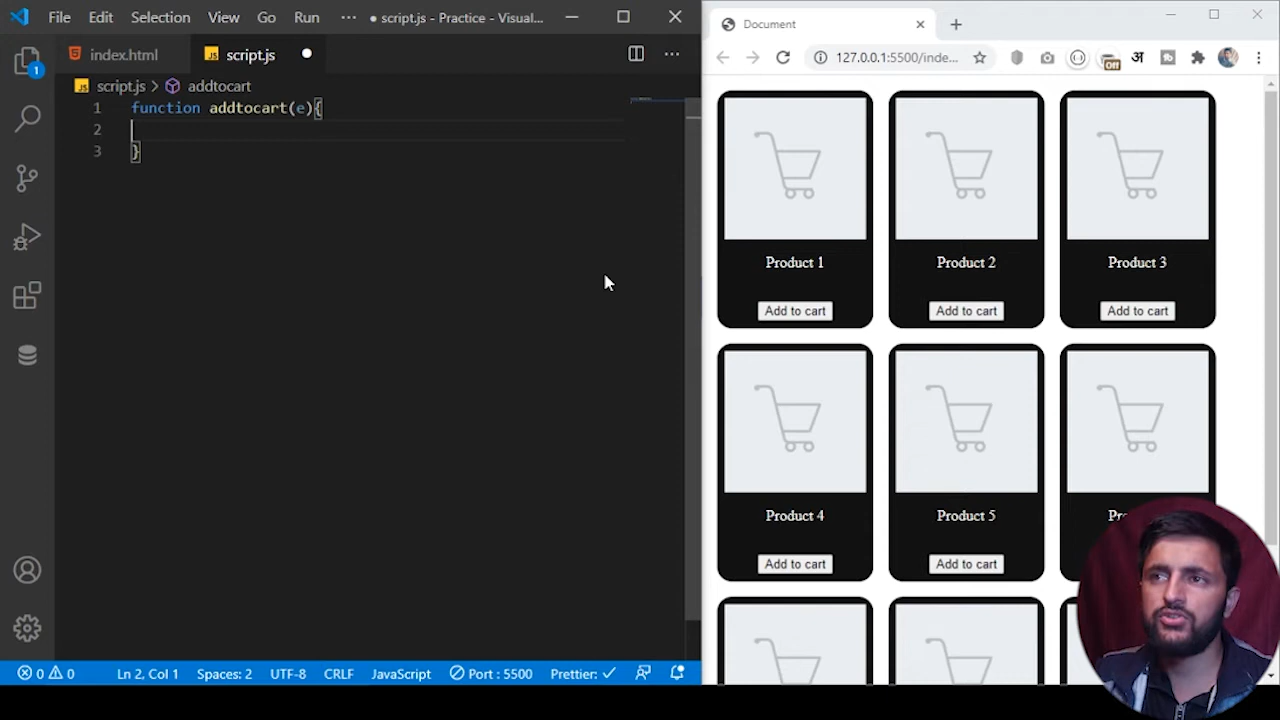 File Edit Selection View Go Run ··· ● script.js - Practice - Visual...
index.html script.js
script.js > addtocart
1 function addtocart(e){
2
3 }
1
Ln 2, Col 1 Spaces: 2 UTF-8 CRLF JavaScript Port : 5500 Prettier: ✓
0 0
Document
127.0.0.1:5500/inde...
Off
अ
Product 1 Product 2 Product 3
Add to cart Add to cart Add to cart
Product 4 Product 5
Add to cart Add to cart